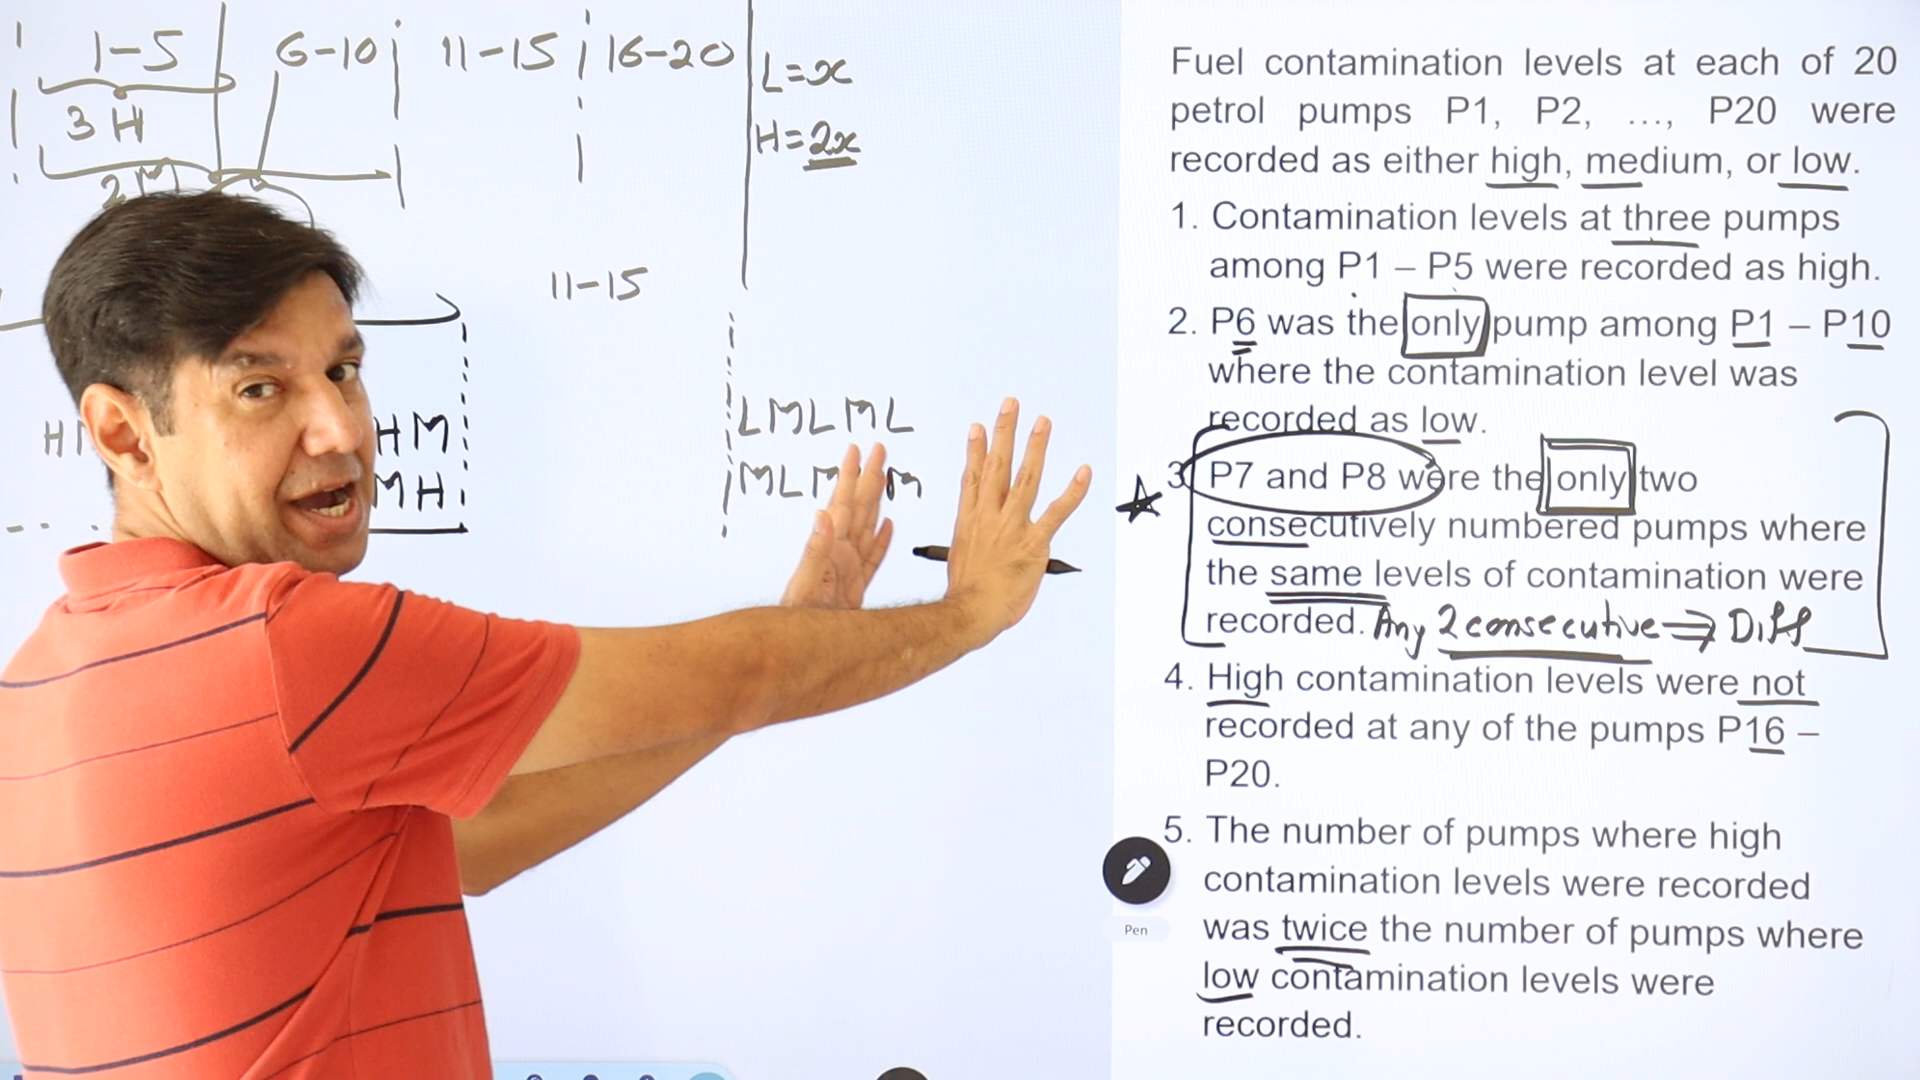 1-5 6-10 11-15 16-20
L=x
3H
H=2x
2M
11-15
HM
MH
LMLML
Fuel contamination levels at each of 20
petrol pumps P1, P2, ..., P20 were
recorded as either high, medium, or low.
1. Contamination levels at three pumps
among P1 – P5 were recorded as high.
2. P6 was the only pump among P1 – P10
where the contamination level was
recorded as low.
3 P7 and P8 were the only two
consecutively numbered pumps where
the same levels of contamination were
recorded. Any 2 consecutive ⇒ Diff
4. High contamination levels were not
recorded at any of the pumps P16 –
P20.
5. The number of pumps where high
contamination levels were recorded
was twice the number of pumps where
low contamination levels were
recorded.
Pen